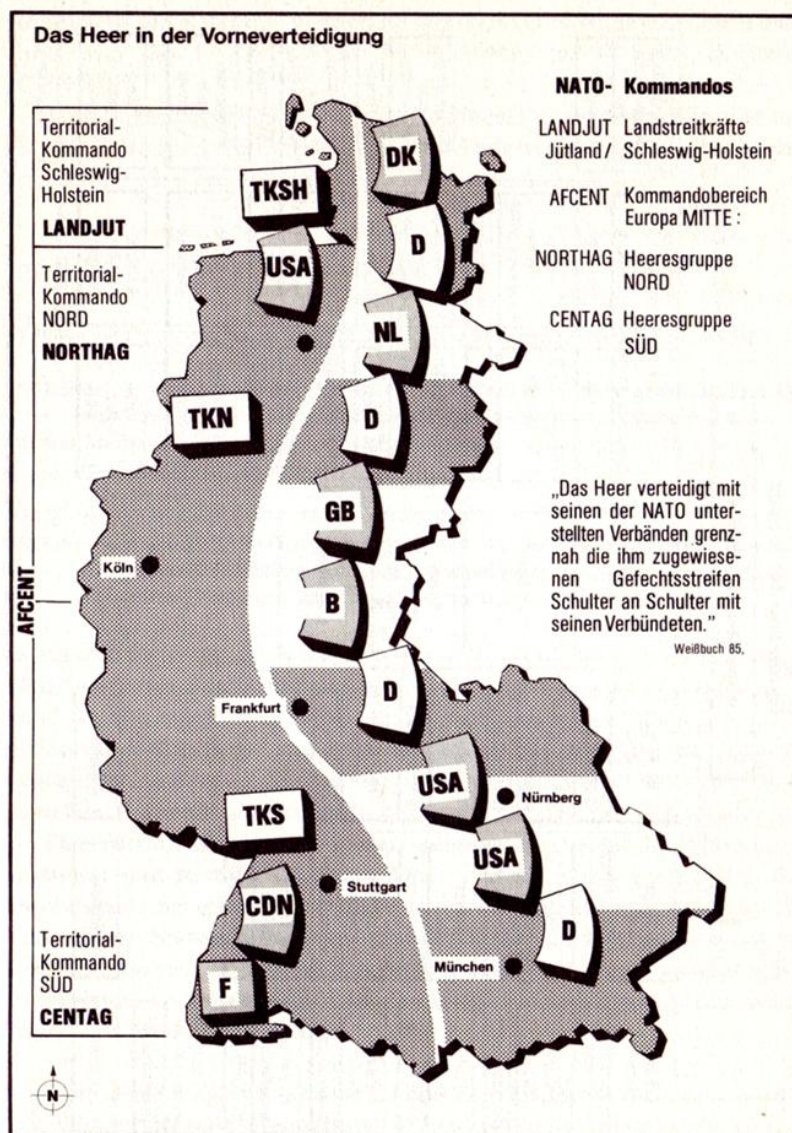 Das Heer in der Vorneverteidigung
Territorial-
Kommando
Schleswig-
Holstein
LANDJUT
Territorial-
Kommando
NORD
NORTHAG
AFCENT
Territorial-
Kommando
SÜD
CENTAG
NATO- Kommandos
LANDJUT Landstreitkräfte
Jütland/ Schleswig-Holstein
AFCENT Kommandobereich
Europa MITTE :
NORTHAG Heeresgruppe
NORD
CENTAG Heeresgruppe
SÜD
„Das Heer verteidigt mit
seinen der NATO unter-
stellten Verbänden grenz-
nah die ihm zugewiese-
nen Gefechtsstreifen
Schulter an Schulter mit
seinen Verbündeten.”
Weißbuch 85,
DK
TKSH
D
USA
NL
TKN
D
GB
Köln
B
D
Frankfurt
USA
Nürnberg
TKS
USA
Stuttgart
CDN
D
München
F
N